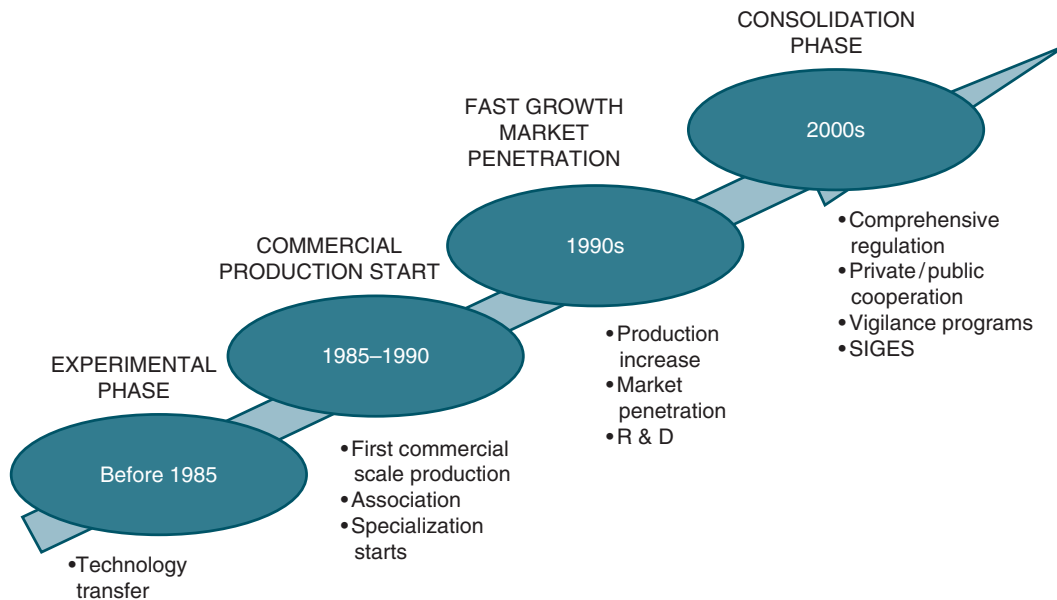 EXPERIMENTAL
PHASE
Before 1985
•Technology
transfer
COMMERCIAL
PRODUCTION START
1985–1990
•First commercial
scale production
•Association
•Specialization
starts
FAST GROWTH
MARKET
PENETRATION
1990s
•Production
increase
•Market
penetration
•R & D
CONSOLIDATION
PHASE
2000s
•Comprehensive
regulation
•Private/public
cooperation
•Vigilance programs
•SIGES